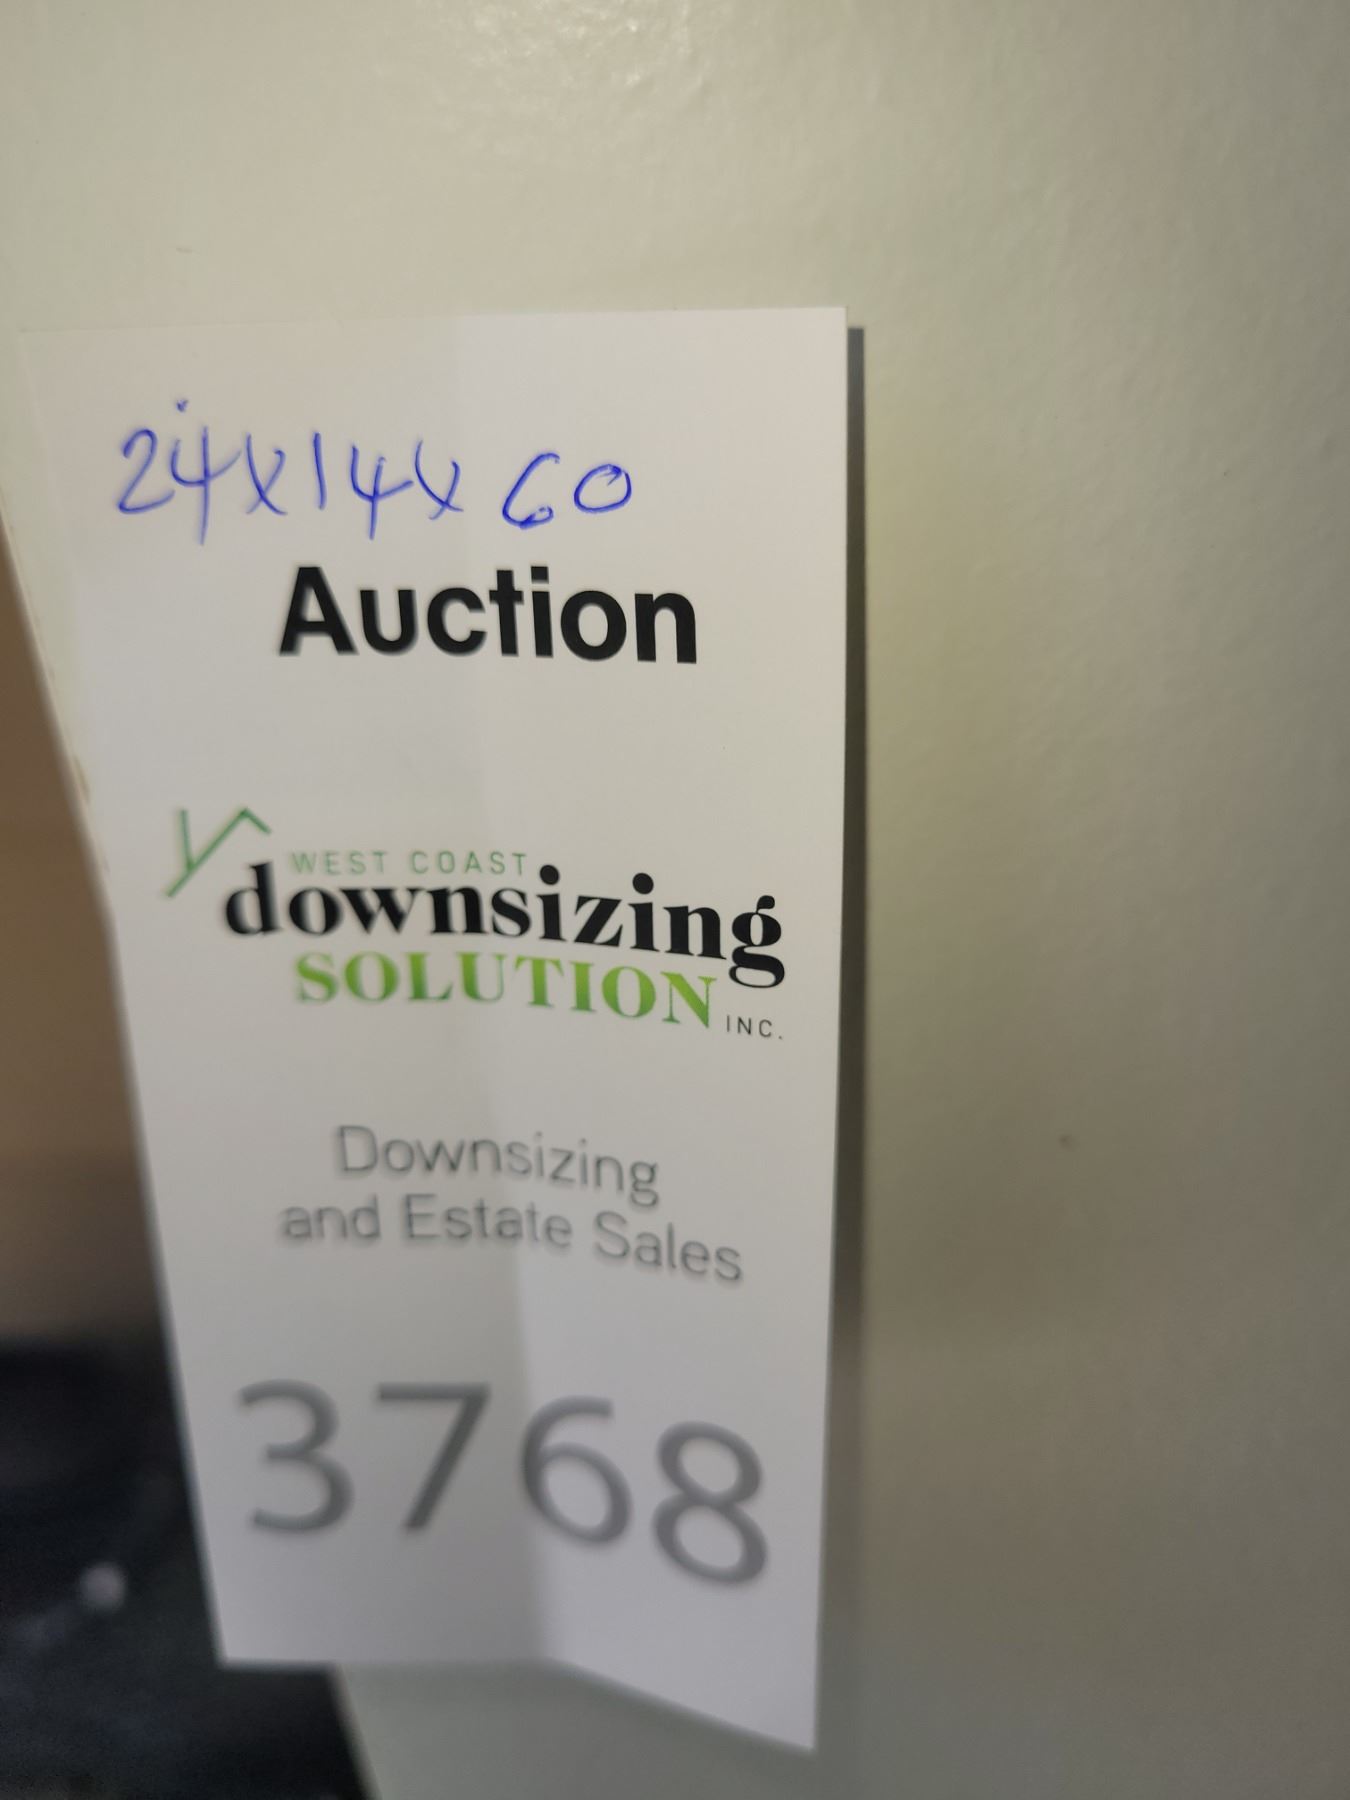 24x14x60
Auction
WEST COAST
downsizing
SOLUTION INC.
Downsizing
and Estate Sales
3768